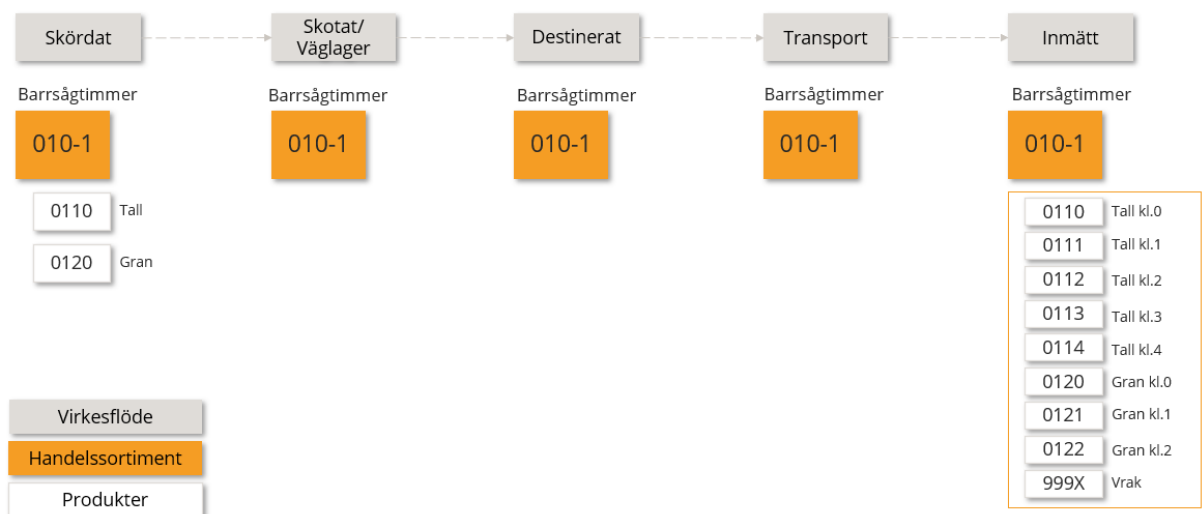 Skördat
Skotat/
Väglager
Destinerat
Transport
Inmätt
Barrsågtimmer
Barrsågtimmer
Barrsågtimmer
Barrsågtimmer
Barrsågtimmer
010-1
010-1
010-1
010-1
010-1
0110 Tall
0120 Gran
0110 Tall kl.0
0111 Tall kl.1
0112 Tall kl.2
0113 Tall kl.3
0114 Tall kl.4
0120 Gran kl.0
0121 Gran kl.1
0122 Gran kl.2
999X Vrak
Virkesflöde
Handelssortiment
Produkter